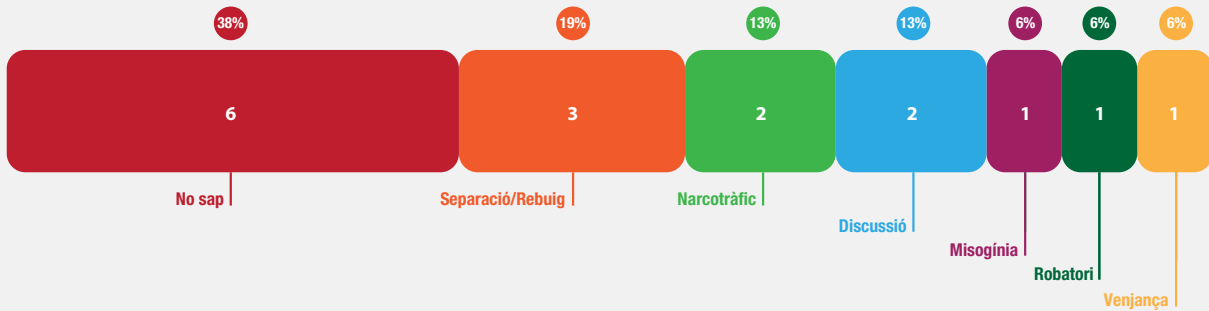 38% 19% 13% 13% 6% 6% 6%
6 3 2 2 1 1 1
No sap Separació/Rebuig Narcotràfic
Discussió
Misogínia
Robatori
Venjança